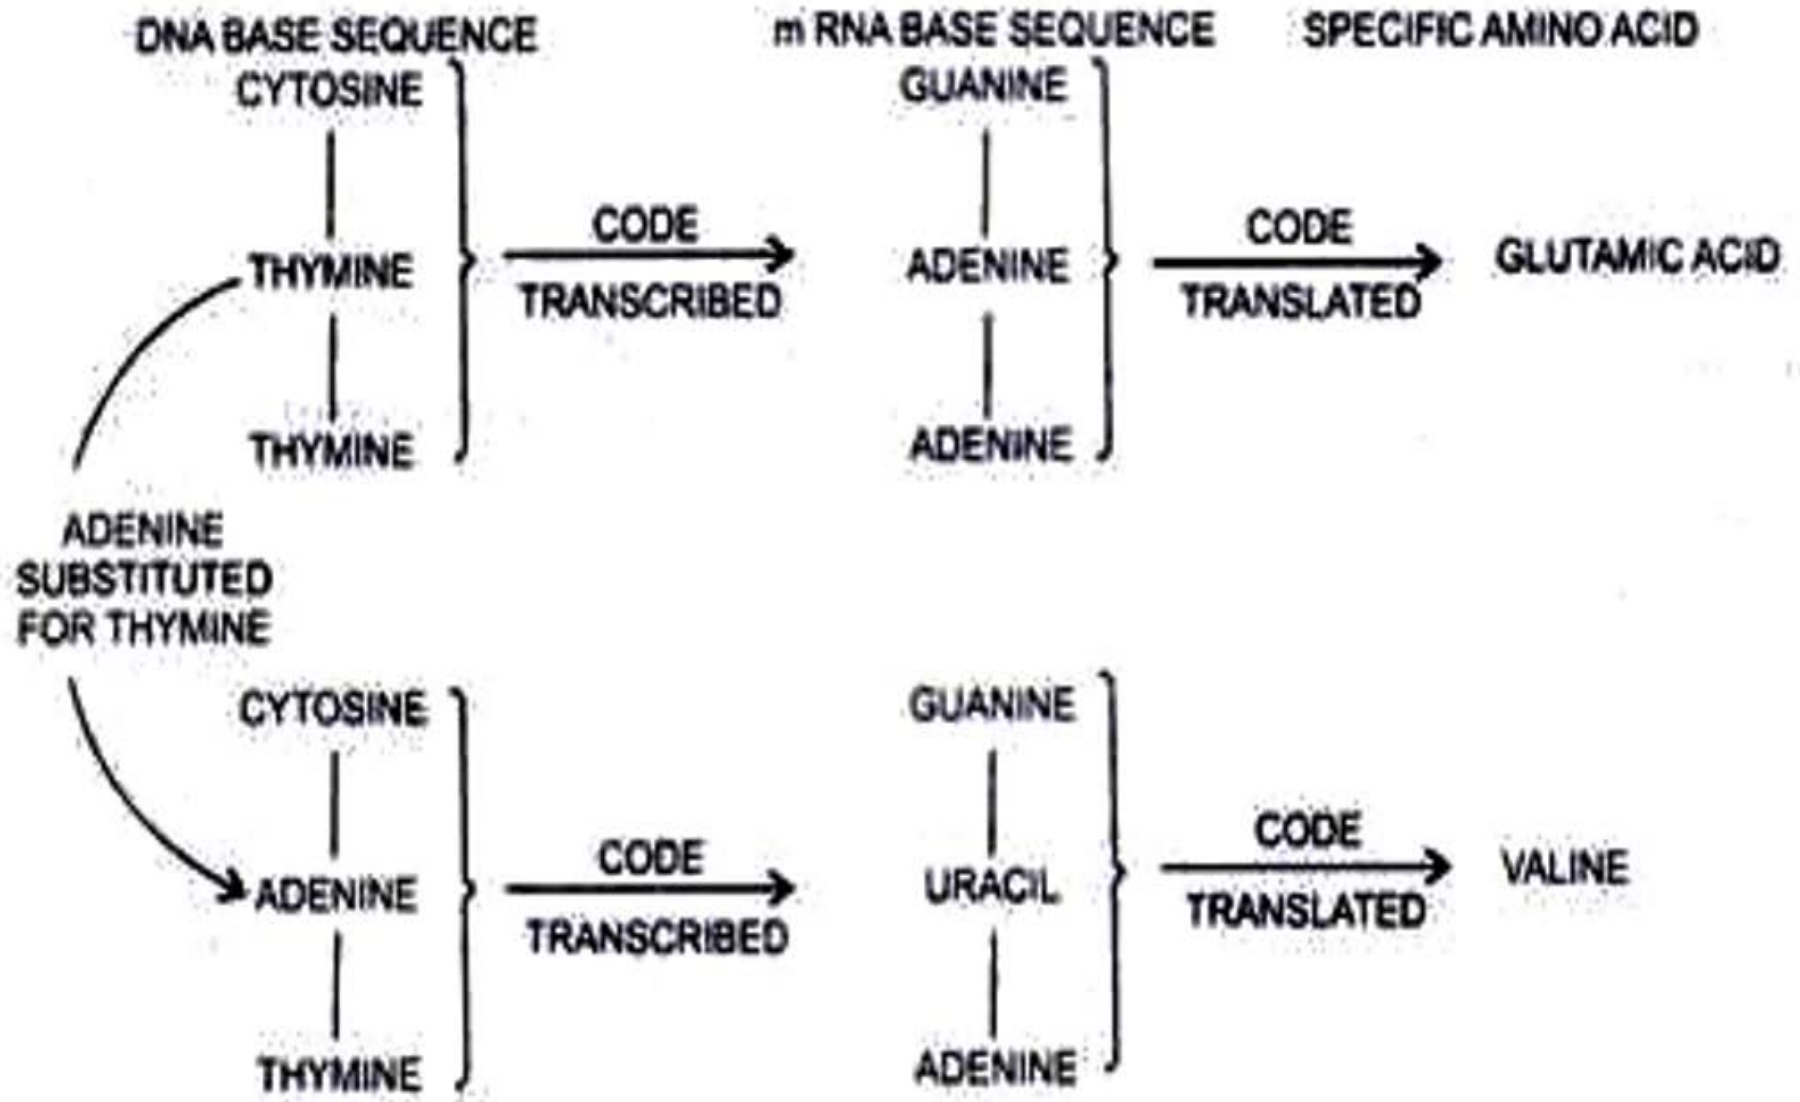 DNA BASE SEQUENCE
m RNA BASE SEQUENCE
SPECIFIC AMINO ACID
CYTOSINE
GUANINE
CODE
CODE
THYMINE
ADENINE
GLUTAMIC ACID
TRANSCRIBED
TRANSLATED
THYMINE
ADENINE
ADENINE
SUBSTITUTED
FOR THYMINE
CYTOSINE
GUANINE
CODE
CODE
ADENINE
URACIL
VALINE
TRANSCRIBED
TRANSLATED
THYMINE
ADENINE